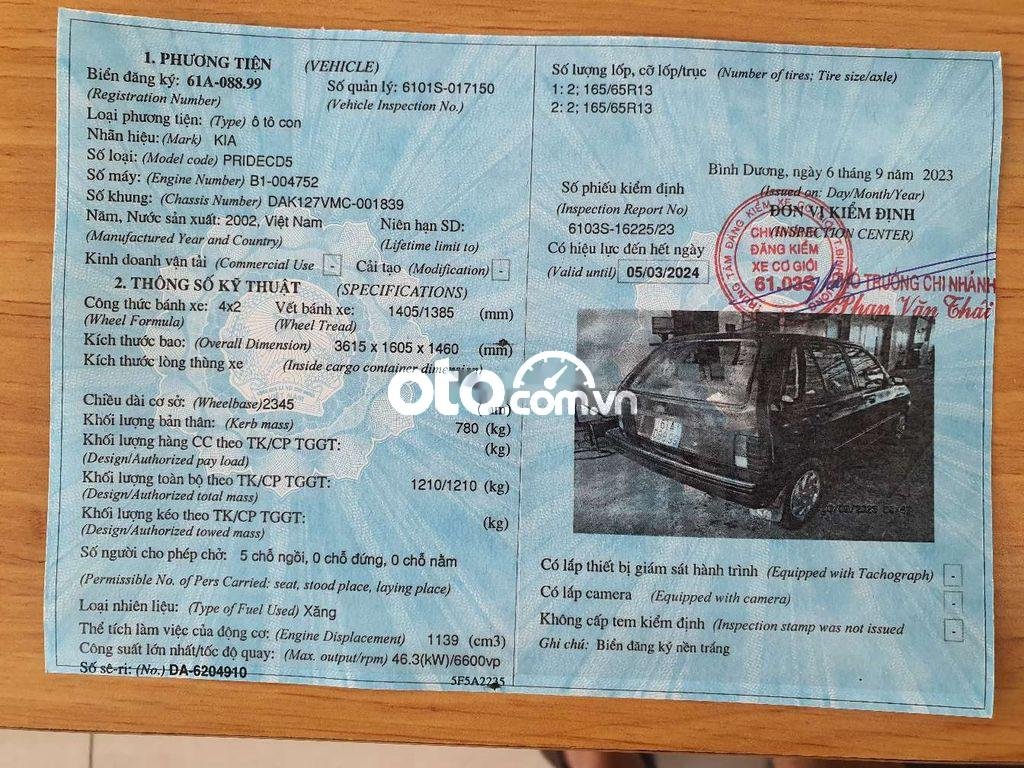 1. PHƯƠNG TIỆN (VEHICLE)
Biển đăng ký: 61A-088.99 Số quản lý: 6101S-017150
(Registration Number) (Vehicle Inspection No.)
Loại phương tiện: (Type) ô tô con
Nhãn hiệu: (Mark) KIA
Số loại: (Model code) PRIDECD5
Số máy: (Engine Number) B1-004752
Số khung: (Chassis Number) DAK127VMC-001839
Năm, Nước sản xuất: 2002, Việt Nam Niên hạn SD:
(Manufactured Year and Country) (Lifetime limit to)
Kinh doanh vận tải (Commercial Use - Cải tạo (Modification) -
2. THÔNG SỐ KỸ THUẬT (SPECIFICATIONS)
Công thức bánh xe: 4x2 Vết bánh xe: 1405/1385 (mm)
(Wheel Formula) (Wheel Tread)
Kích thước bao: (Overall Dimension) 3615 x 1605 x 1460 (mm)
Kích thước lòng thùng xe (Inside cargo container dimension)
Chiều dài cơ sở: (Wheelbase)2345
Khối lượng bản thân: (Kerb mass) 780 (kg)
Khối lượng hàng CC theo TK/CP TGGT: (kg)
(Design/Authorized pay load)
Khối lượng toàn bộ theo TK/CP TGGT: 1210/1210 (kg)
(Design/Authorized total mass)
Khối lượng kéo theo TK/CP TGGT: (kg)
(Design/Authorized towed mass)
Số người cho phép chở: 5 chỗ ngồi, 0 chỗ đứng, 0 chỗ nằm
(Permissible No. of Pers Carried: seat, stood place, laying place)
Loại nhiên liệu: (Type of Fuel Used) Xăng
Thể tích làm việc của động cơ: (Engine Displacement) 1139 (cm3)
Công suất lớn nhất/tốc độ quay: (Max. output/rpm) 46.3(kW)/6600vp
Số sê-ri: (No.) DA-6204910 5F5A2235
Số lượng lốp, cỡ lốp/trục (Number of tires; Tire size/axle)
1: 2; 165/65R13
2: 2; 165/65R13
Bình Dương, ngày 6 tháng 9 năm 2023
(Issued on: Day/Month/Year)
Số phiếu kiểm định ĐƠN VỊ KIỂM ĐỊNH
(Inspection Report No) (INSPECTION CENTER)
6103S-16225/23
Có hiệu lực đến hết ngày
(Valid until) 05/03/2024
CHI NHÁNH
ĐĂNG KIỂM
XE CƠ GIỚI
61.03S
PHÓ TRƯỞNG CHI NHÁNH
Phan Văn Thái
oto.com.vn
Có lắp thiết bị giám sát hành trình (Equipped with Tachograph) -
Có lắp camera (Equipped with camera) -
Không cấp tem kiểm định (Inspection stamp was not issued -
Ghi chú: Biển đăng ký nền trắng